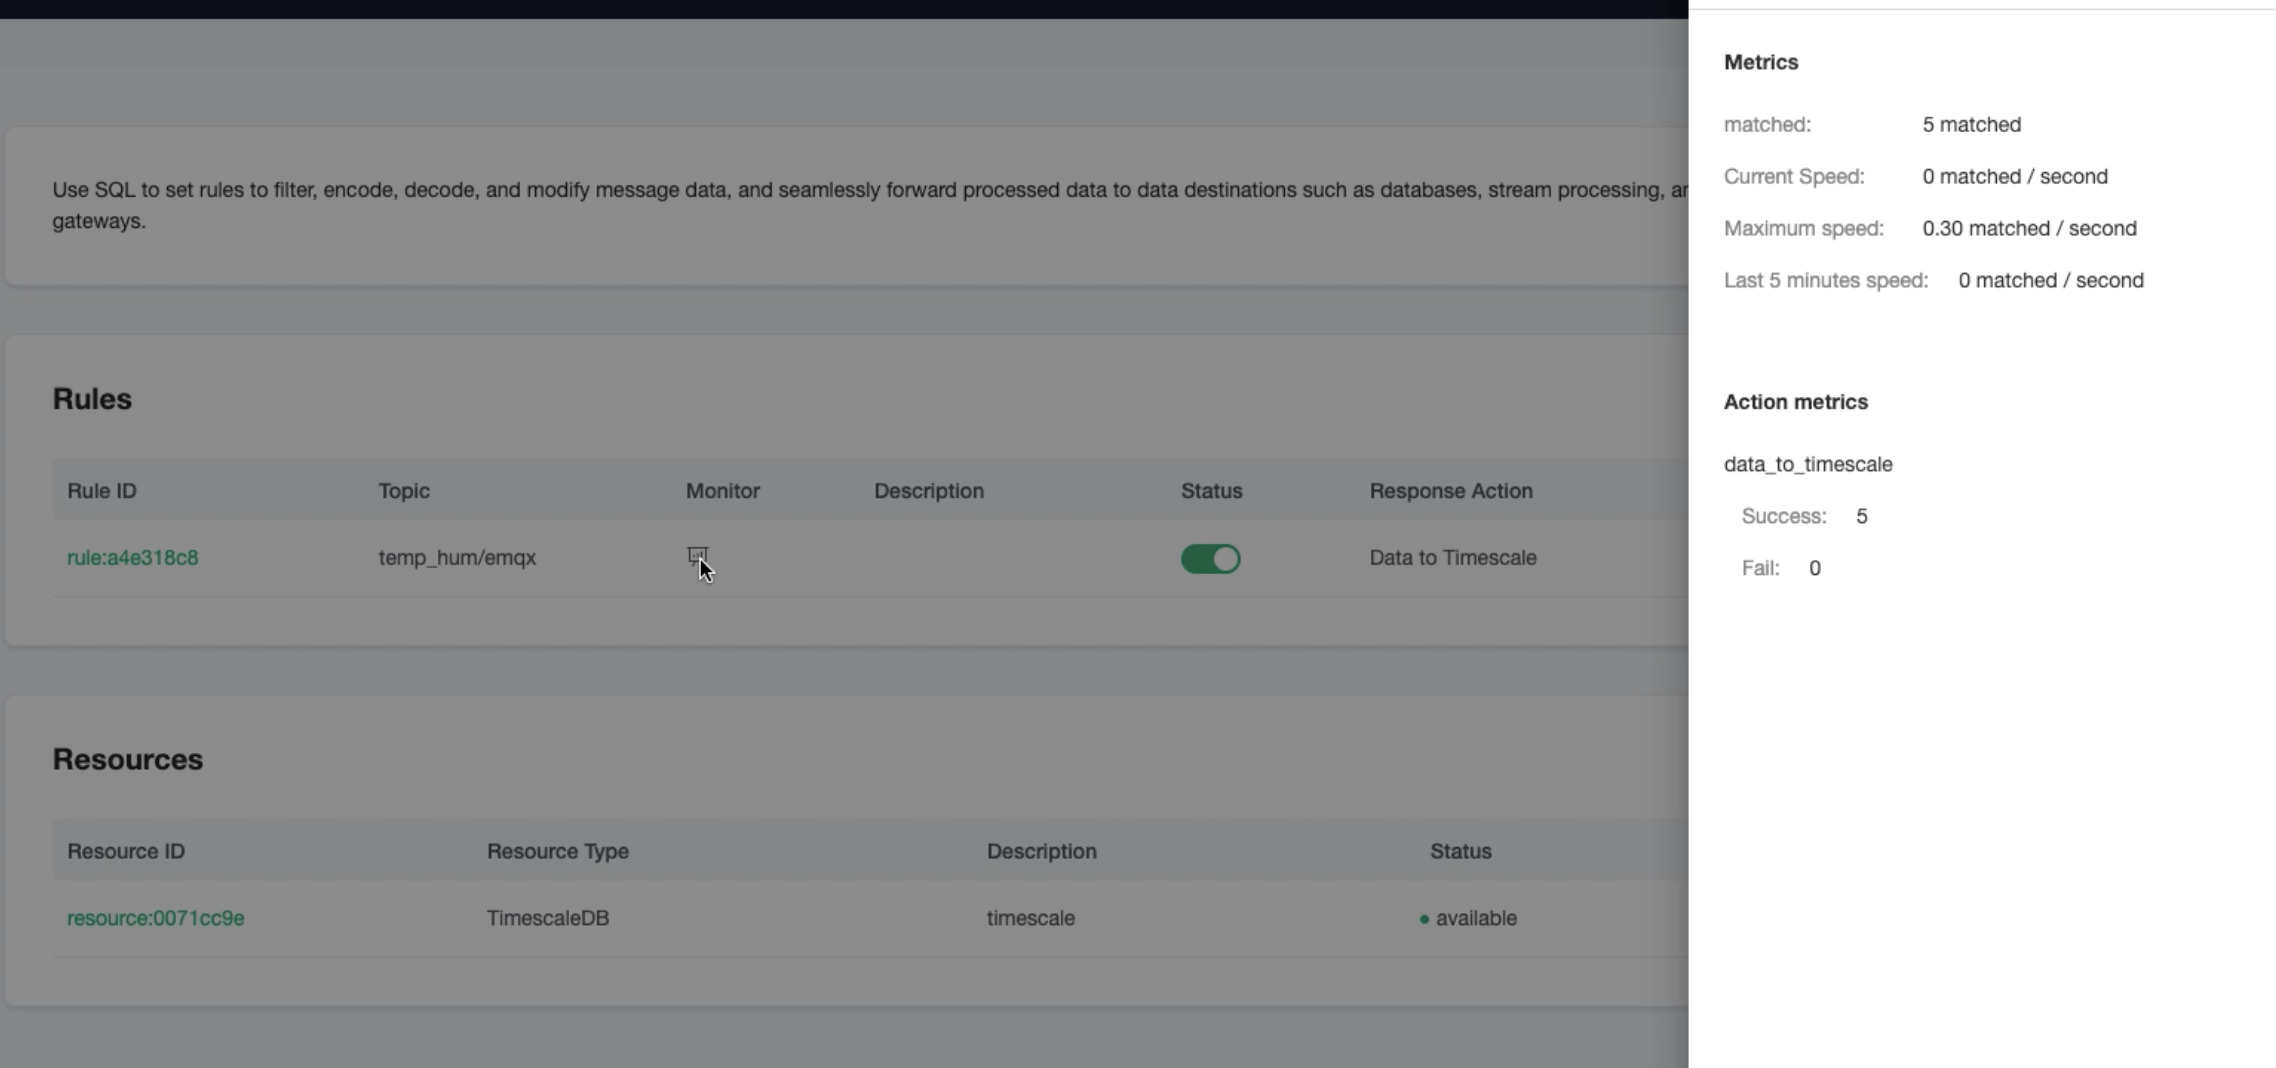 Use SQL to set rules to filter, encode, decode, and modify message data, and seamlessly forward processed data to data destinations such as databases, stream processing,
gateways.
Rules
Rule ID Topic Monitor Description Status Response Action
rule:a4e318c8 temp_hum/emqx Data to Timescale
Resources
Resource ID Resource Type Description Status
resource:0071cc9e TimescaleDB timescale available
Metrics
matched: 5 matched
Current Speed: 0 matched / second
Maximum speed: 0.30 matched / second
Last 5 minutes speed: 0 matched / second
Action metrics
data_to_timescale
Success: 5
Fail: 0